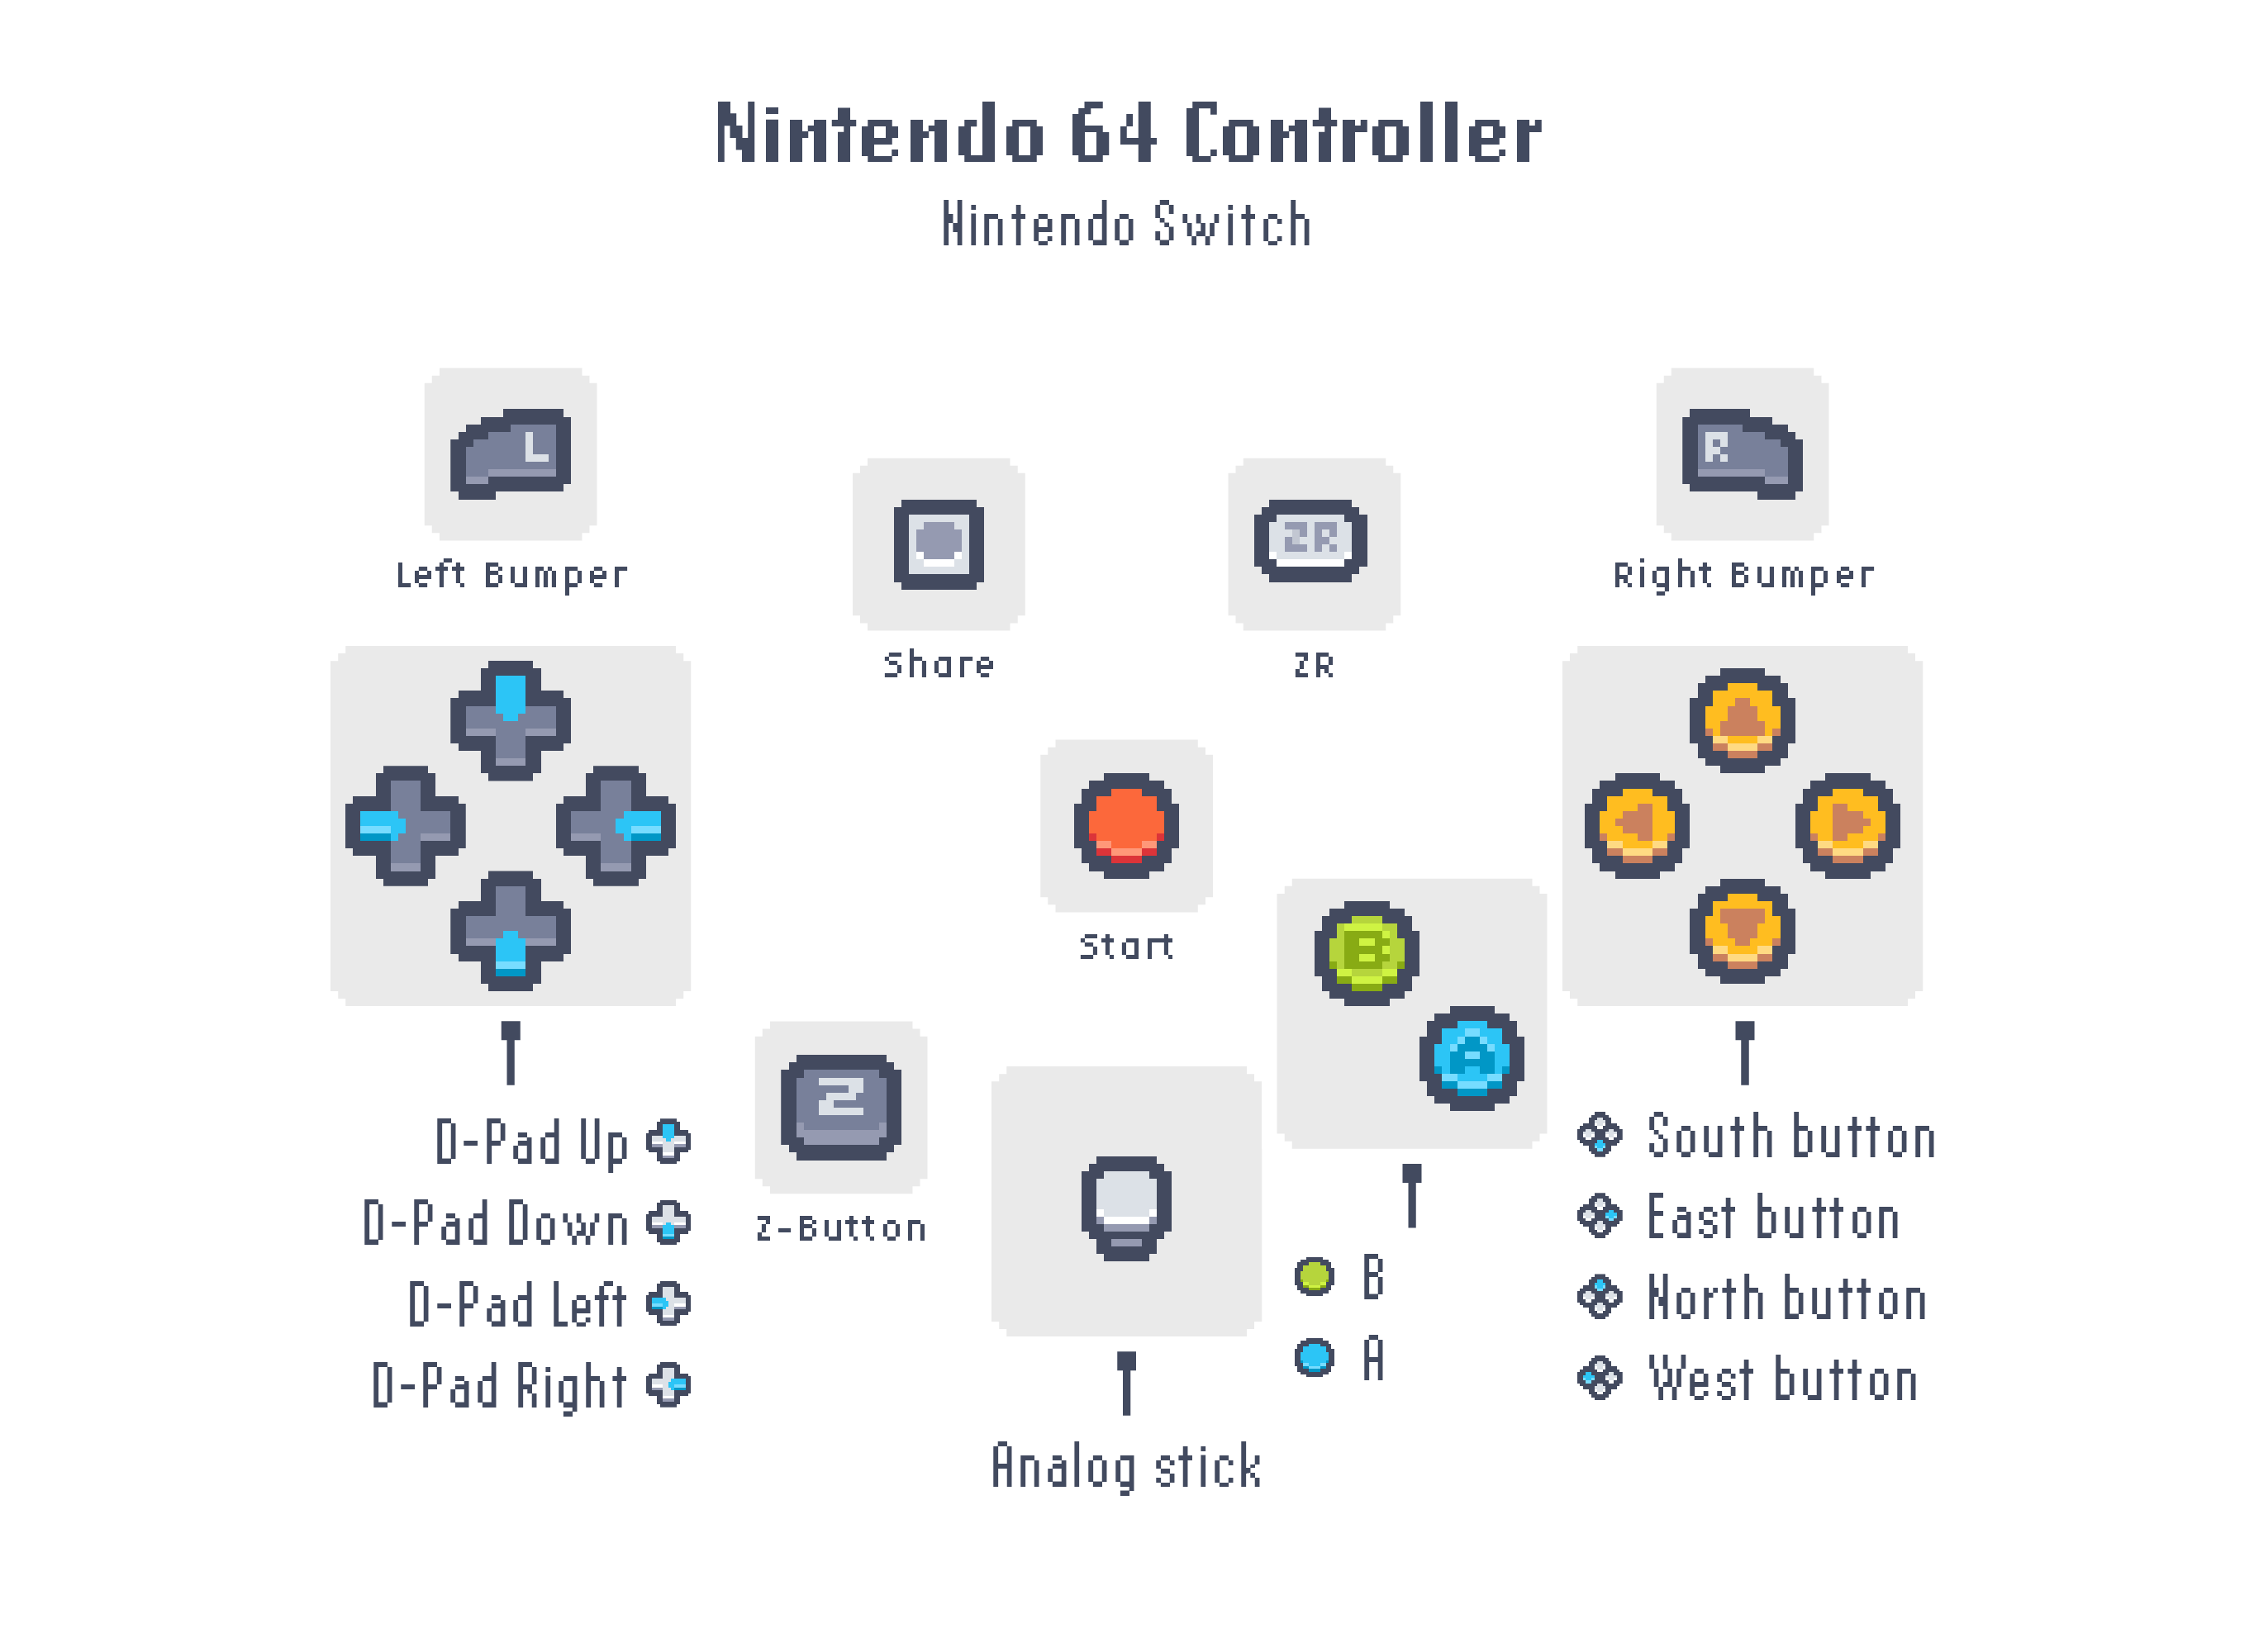 Nintendo 64 Controller
Nintendo Switch
L
R
Left Bumper
Right Bumper
ZR
Share
ZR
Start
B
A
Z
Z-Button
D-Pad Up
D-Pad Down
D-Pad Left
D-Pad Right
Analog stick
B
A
South button
East button
North button
West button